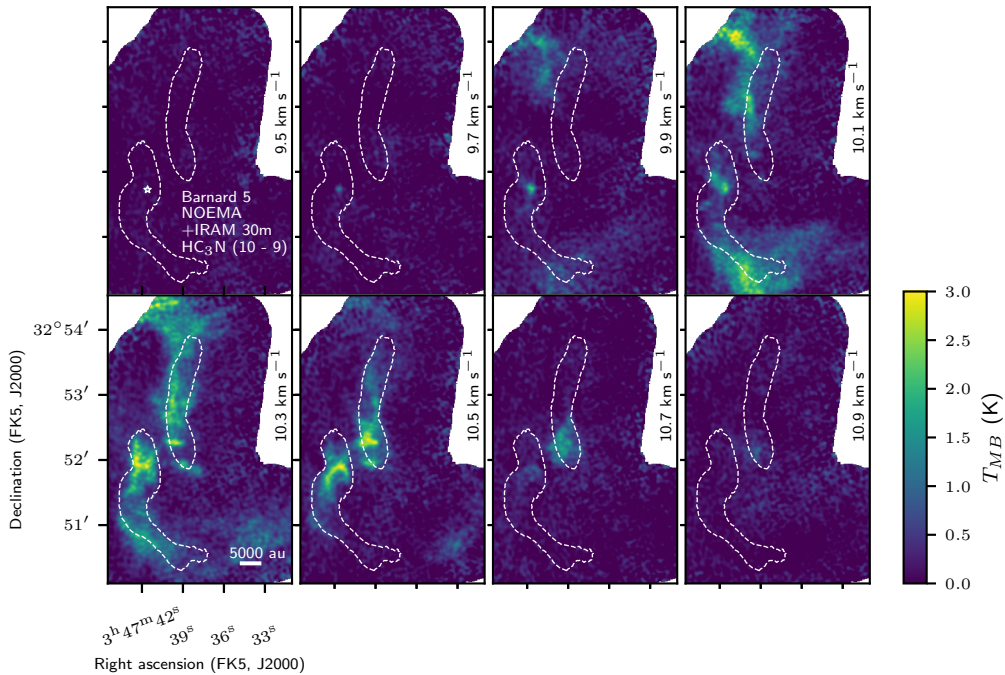 9.5 km s⁻¹
Barnard 5
NOEMA
+IRAM 30m
HC₃N (10 - 9)
9.7 km s⁻¹
9.9 km s⁻¹
10.1 km s⁻¹
10.3 km s⁻¹
5000 au
10.5 km s⁻¹
10.7 km s⁻¹
10.9 km s⁻¹
32°54′
53′
52′
51′
Declination (FK5, J2000)
3ʰ47ᵐ42ˢ
39ˢ
36ˢ
33ˢ
Right ascension (FK5, J2000)
3.0
2.5
2.0
1.5
1.0
0.5
0.0
T_MB (K)